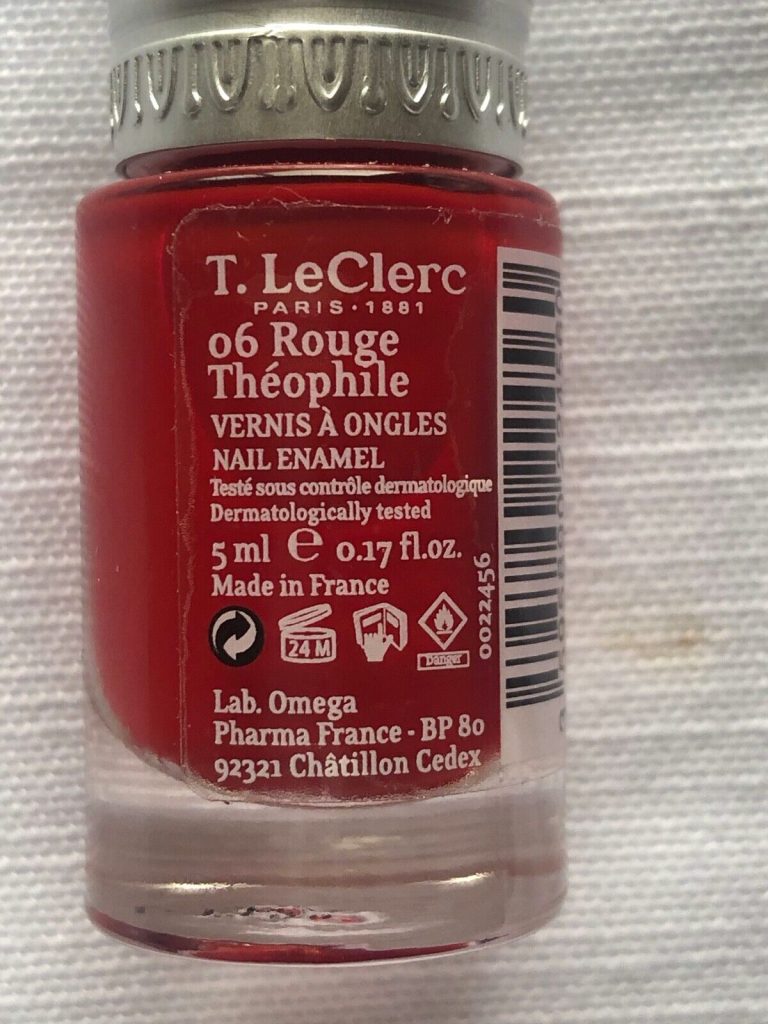 T. LeClerc
PARIS · 1881
06 Rouge
Théophile
VERNIS À ONGLES
NAIL ENAMEL
Testé sous contrôle dermatologique
Dermatologically tested
5 ml e 0.17 fl.oz.
Made in France
24 M
Danger
0022456
Lab. Omega
Pharma France - BP 80
92321 Châtillon Cedex